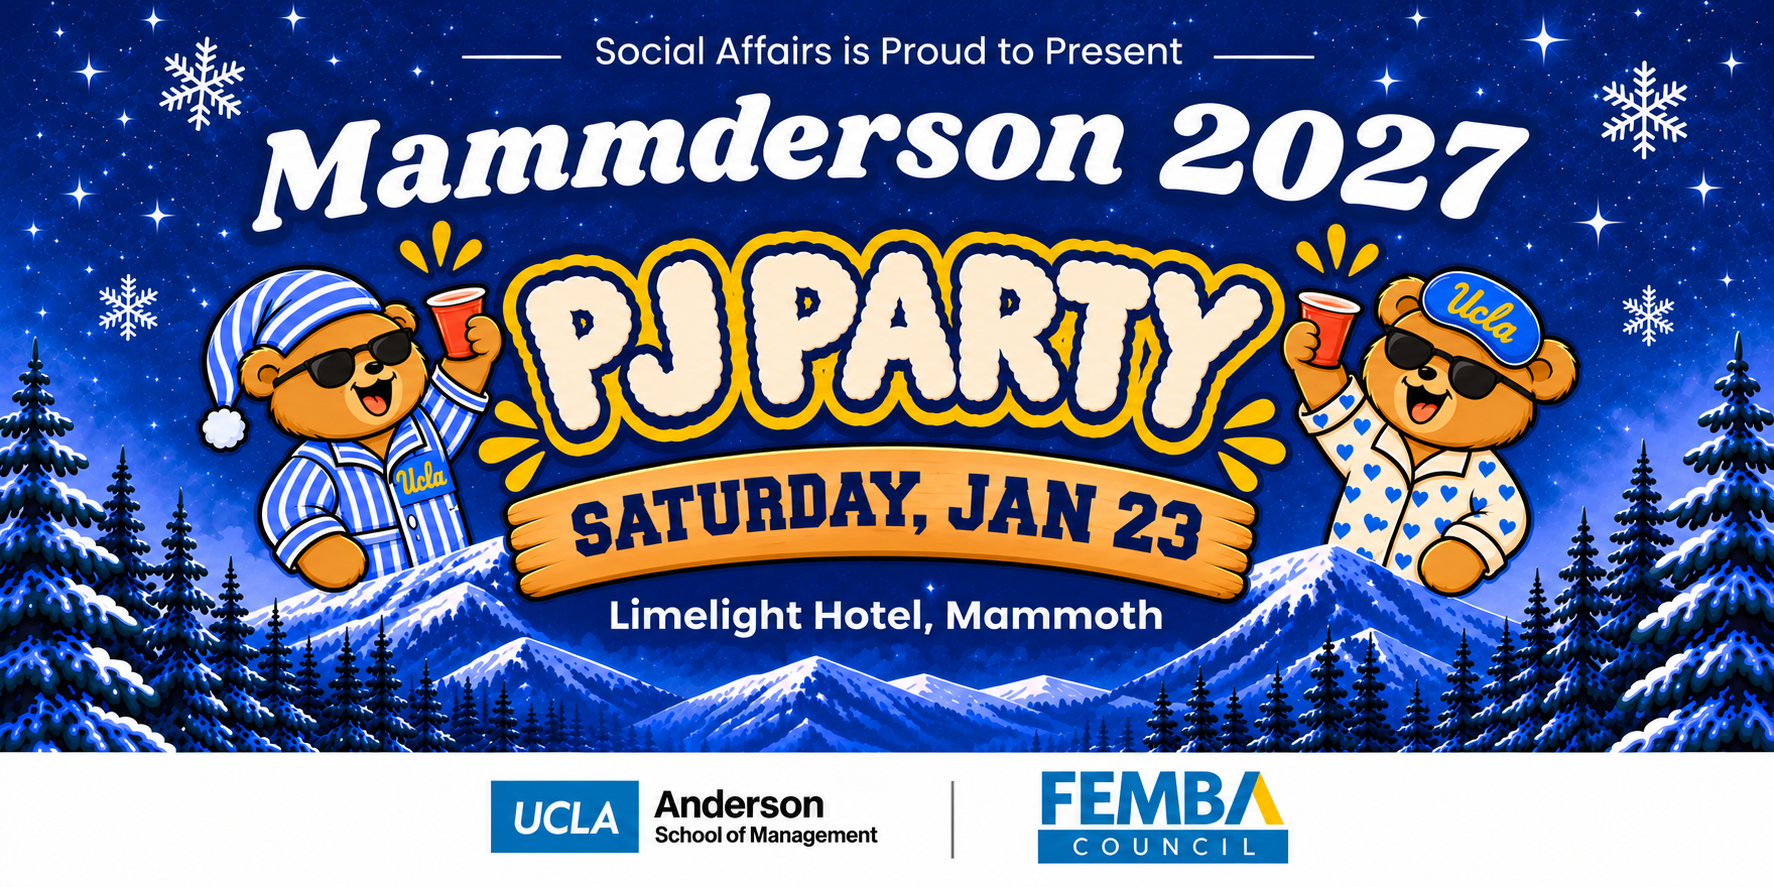 Social Affairs is Proud to Present
Mammderson 2027
PJ PARTY
Ucla
Ucla
SATURDAY, JAN 23
Limelight Hotel, Mammoth
UCLA Anderson
School of Management
FEMBA
COUNCIL